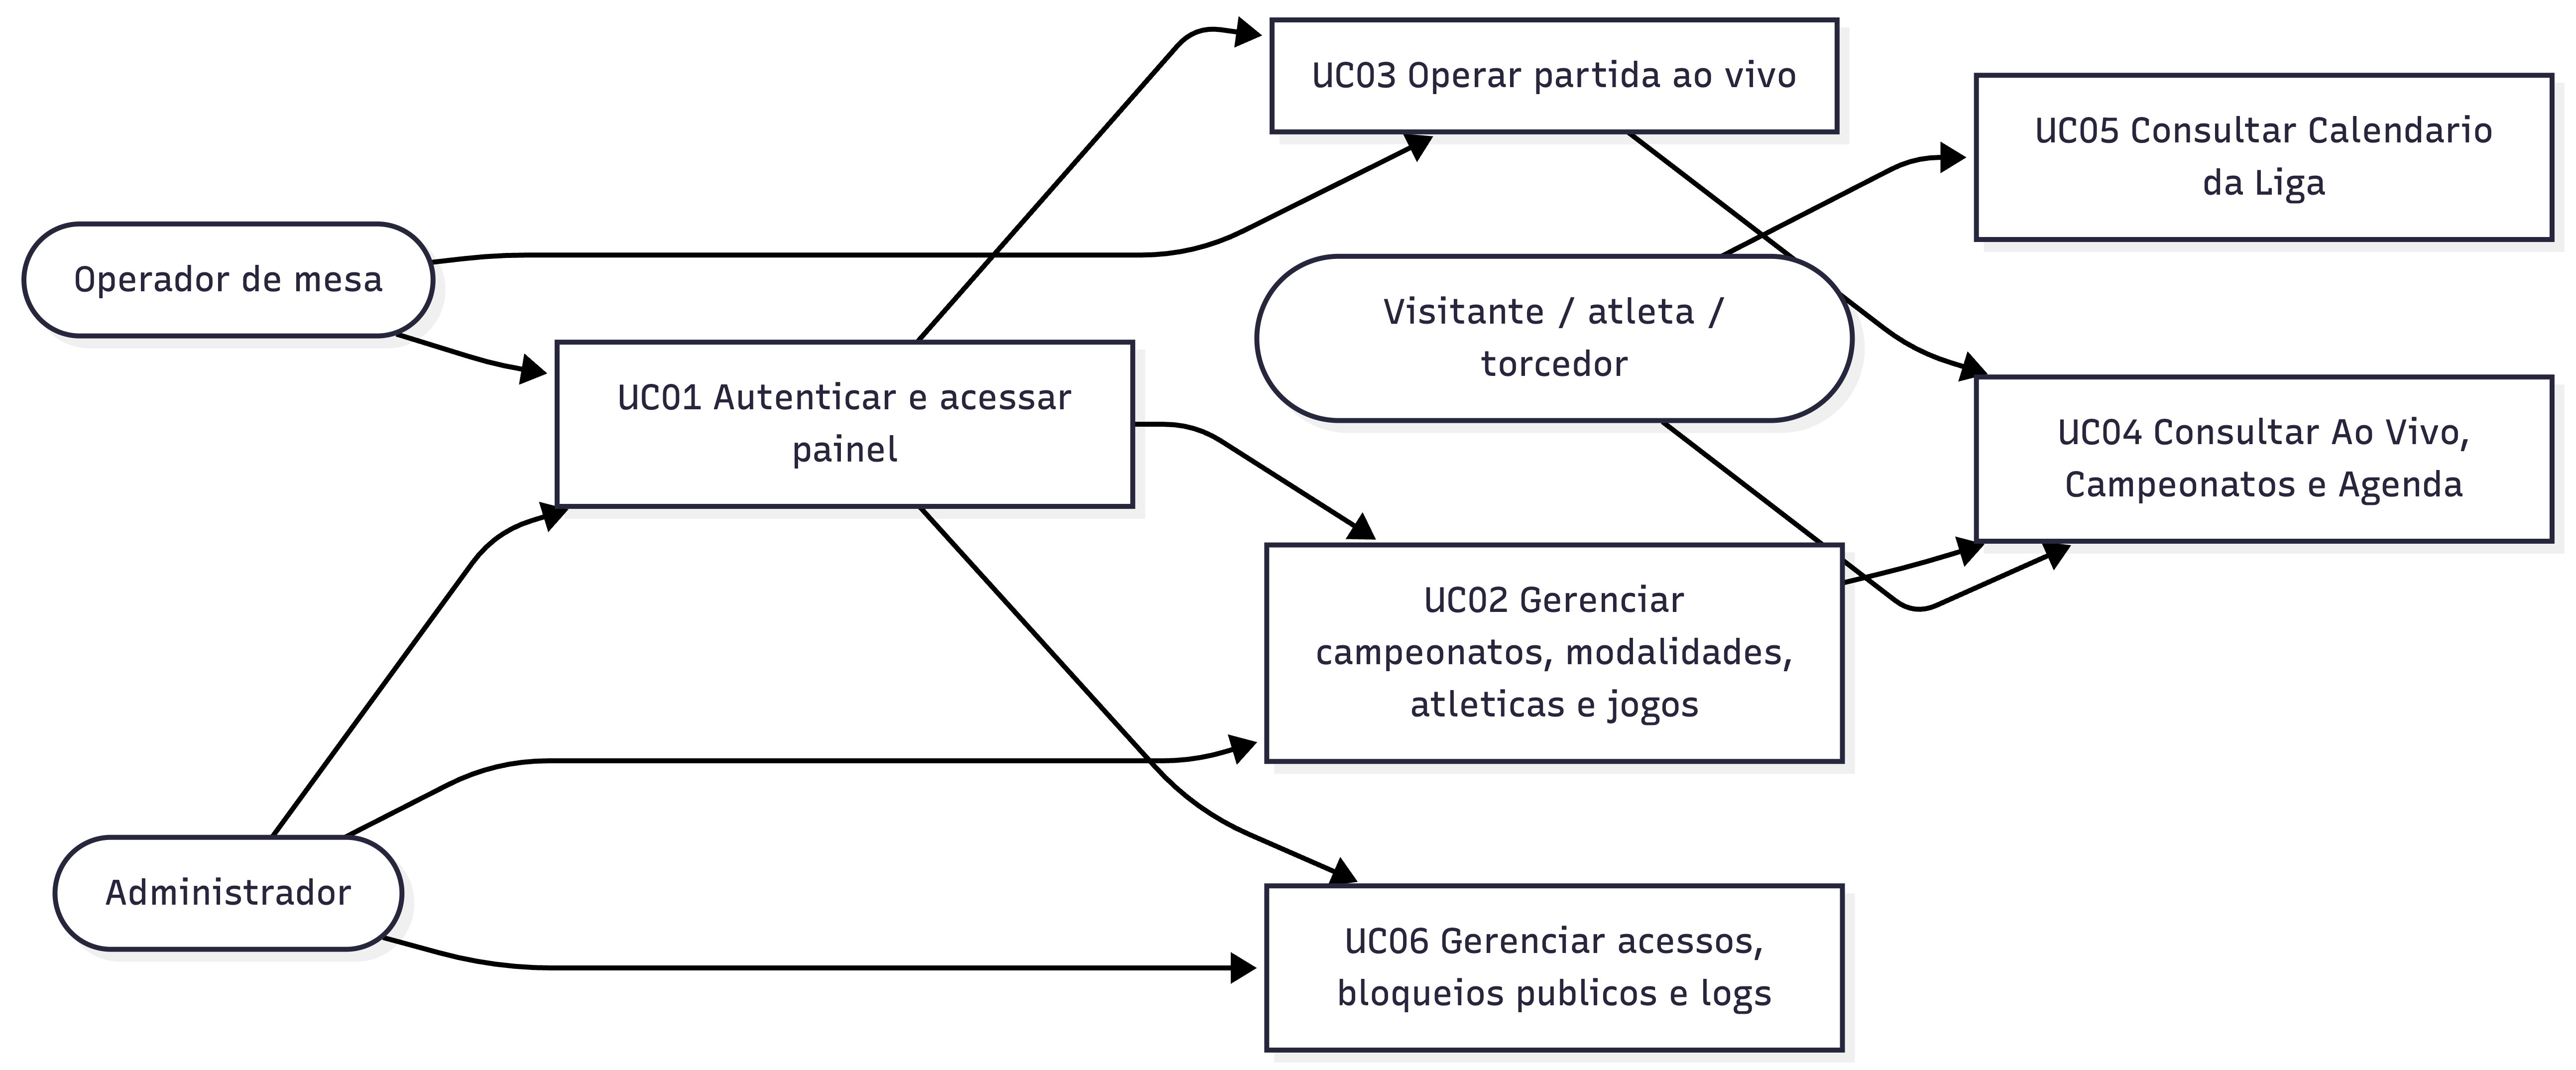 UC03 Operar partida ao vivo
UC05 Consultar Calendario
da Liga
Operador de mesa
Visitante / atleta /
torcedor
UC01 Autenticar e acessar
painel
UC04 Consultar Ao Vivo,
Campeonatos e Agenda
UC02 Gerenciar
campeonatos, modalidades,
atleticas e jogos
Administrador
UC06 Gerenciar acessos,
bloqueios publicos e logs